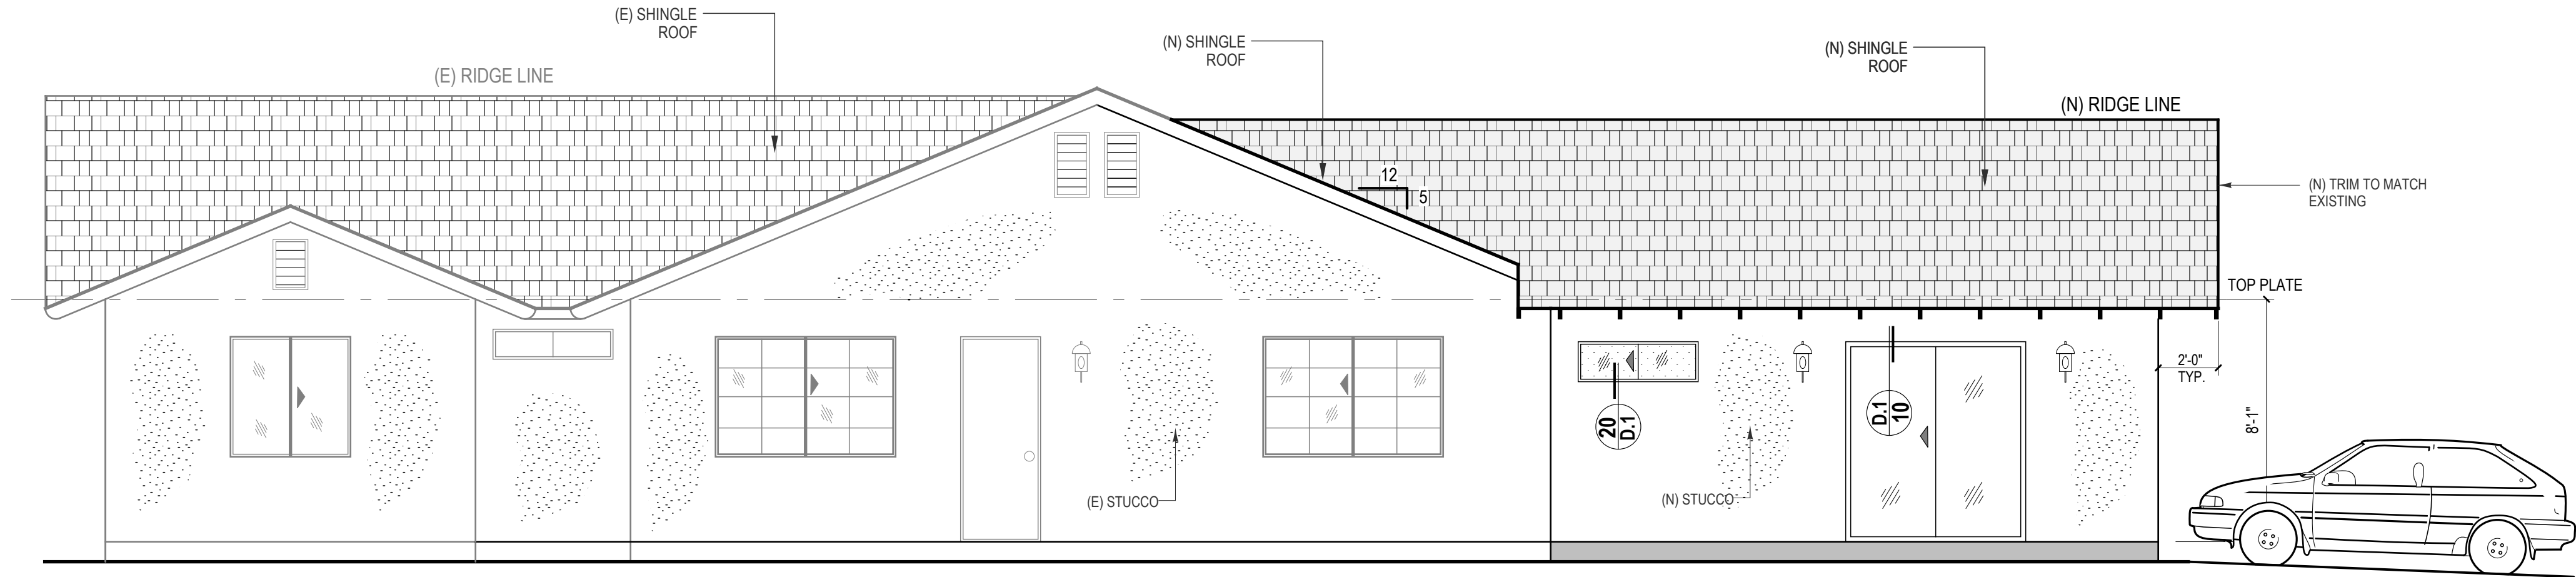 (E) SHINGLE
ROOF
(E) RIDGE LINE
(N) SHINGLE
ROOF
(N) SHINGLE
ROOF
(N) RIDGE LINE
12
5
(N) TRIM TO MATCH
EXISTING
TOP PLATE
2'-0"
TYP.
8'-1"
20
D.1
D.1
10
(E) STUCCO
(N) STUCCO